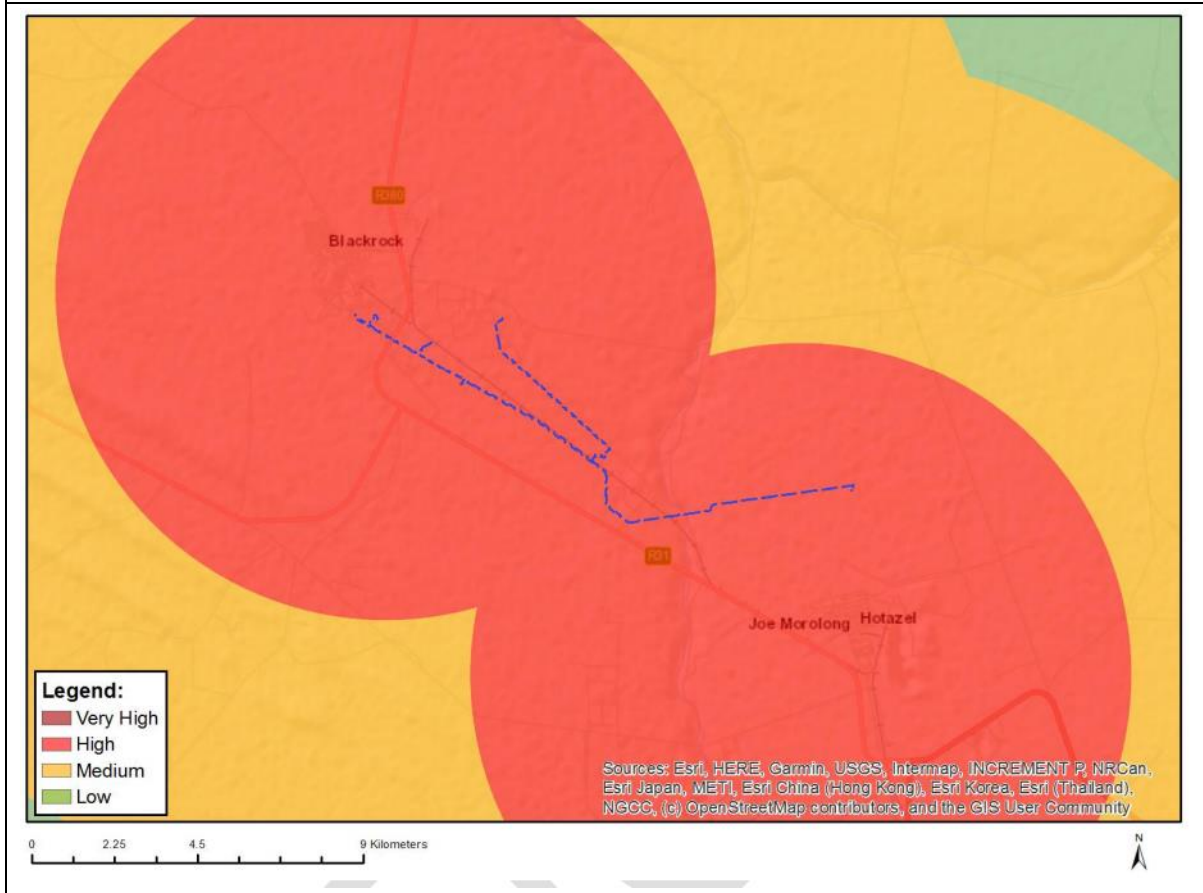 R380
Blackrock
R31
Joe Morolong
Hotazel
Legend:
Very High
High
Medium
Low
Sources: Esri, HERE, Garmin, USGS, Intermap, INCREMENT P, NRCan,
Esri Japan, METI, Esri China (Hong Kong), Esri Korea, Esri (Thailand),
NGCC, (c) OpenStreetMap contributors, and the GIS User Community
0 2.25 4.5 9 Kilometers
N